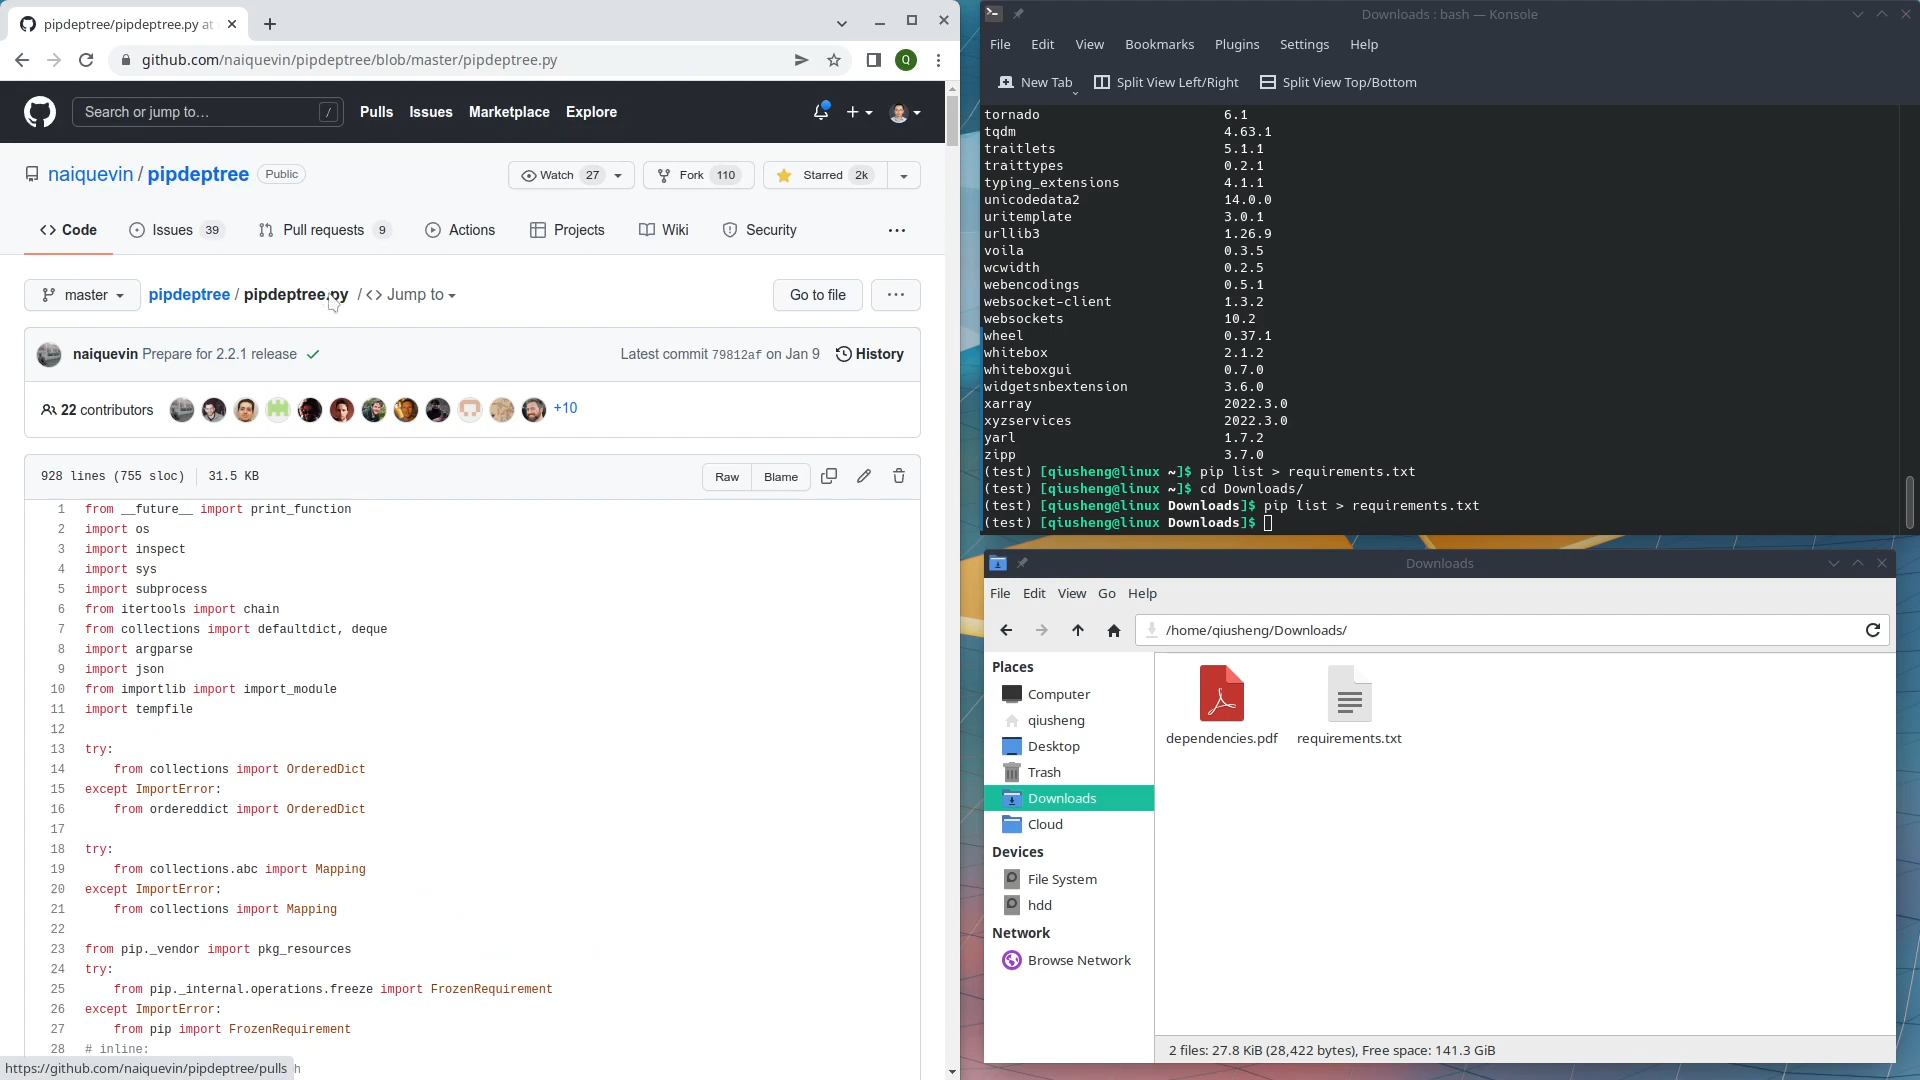 pipdeptree/pipdeptree.py at
github.com/naiquevin/pipdeptree/blob/master/pipdeptree.py
Q
Search or jump to… /
Pulls Issues Marketplace Explore
naiquevin / pipdeptree Public
Watch 27
Fork 110
Starred 2k
Code
Issues 39
Pull requests 9
Actions
Projects
Wiki
Security
master
pipdeptree / pipdeptree.py / <> Jump to
Go to file
naiquevin Prepare for 2.2.1 release
Latest commit 79812af on Jan 9
History
22 contributors
+10
928 lines (755 sloc) 31.5 KB
Raw Blame
1 from __future__ import print_function
2 import os
3 import inspect
4 import sys
5 import subprocess
6 from itertools import chain
7 from collections import defaultdict, deque
8 import argparse
9 import json
10 from importlib import import_module
11 import tempfile
12
13 try:
14 from collections import OrderedDict
15 except ImportError:
16 from ordereddict import OrderedDict
17
18 try:
19 from collections.abc import Mapping
20 except ImportError:
21 from collections import Mapping
22
23 from pip._vendor import pkg_resources
24 try:
25 from pip._internal.operations.freeze import FrozenRequirement
26 except ImportError:
27 from pip import FrozenRequirement
28 # inline:
https://github.com/naiquevin/pipdeptree/pulls h
Downloads : bash — Konsole
File Edit View Bookmarks Plugins Settings Help
New Tab Split View Left/Right Split View Top/Bottom
tornado 6.1
tqdm 4.63.1
traitlets 5.1.1
traittypes 0.2.1
typing_extensions 4.1.1
unicodedata2 14.0.0
uritemplate 3.0.1
urllib3 1.26.9
voila 0.3.5
wcwidth 0.2.5
webencodings 0.5.1
websocket-client 1.3.2
websockets 10.2
wheel 0.37.1
whitebox 2.1.2
whiteboxgui 0.7.0
widgetsnbextension 3.6.0
xarray 2022.3.0
xyzservices 2022.3.0
yarl 1.7.2
zipp 3.7.0
(test) [qiusheng@linux ~]$ pip list > requirements.txt
(test) [qiusheng@linux ~]$ cd Downloads/
(test) [qiusheng@linux Downloads]$ pip list > requirements.txt
(test) [qiusheng@linux Downloads]$
Downloads
File Edit View Go Help
/home/qiusheng/Downloads/
Places
Computer
qiusheng
Desktop
Trash
Downloads
Cloud
Devices
File System
hdd
Network
Browse Network
dependencies.pdf
requirements.txt
2 files: 27.8 KiB (28,422 bytes), Free space: 141.3 GiB